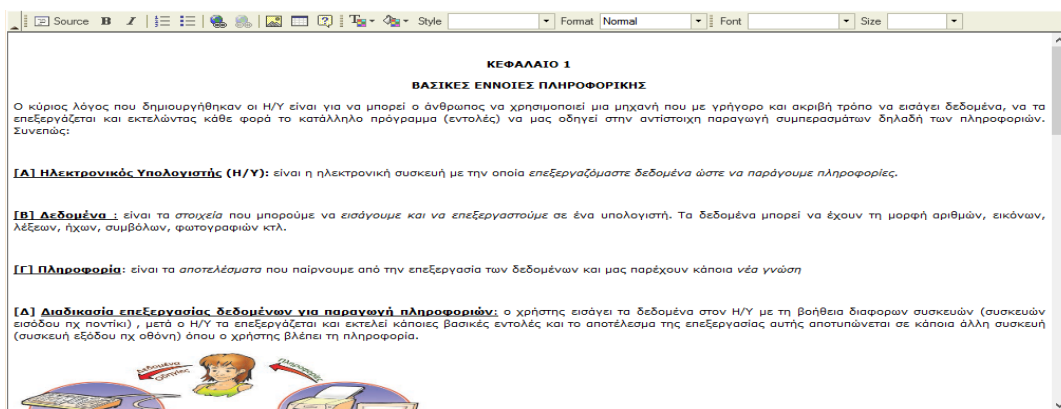 Source B I Style Format Normal Font Size
ΚΕΦΑΛΑΙΟ 1
ΒΑΣΙΚΕΣ ΕΝΝΟΙΕΣ ΠΛΗΡΟΦΟΡΙΚΗΣ
Ο κύριος λόγος που δημιουργήθηκαν οι Η/Υ είναι για να μπορεί ο άνθρωπος να χρησιμοποιεί μια μηχανή που με γρήγορο και ακριβή τρόπο να εισάγει δεδομένα, να τα
επεξεργάζεται και εκτελώντας κάθε φορά το κατάλληλο πρόγραμμα (εντολές) να μας οδηγεί στην αντίστοιχη παραγωγή συμπερασμάτων δηλαδή των πληροφοριών.
Συνεπώς:
[Α] Ηλεκτρονικός Υπολογιστής (Η/Υ): είναι η ηλεκτρονική συσκευή με την οποία επεξεργαζόμαστε δεδομένα ώστε να παράγουμε πληροφορίες.
[Β] Δεδομένα : είναι τα στοιχεία που μπορούμε να εισάγουμε και να επεξεργαστούμε σε ένα υπολογιστή. Τα δεδομένα μπορεί να έχουν τη μορφή αριθμών, εικόνων,
λέξεων, ήχων, συμβόλων, φωτογραφιών κτλ.
[Γ] Πληροφορία: είναι τα αποτελέσματα που παίρνουμε από την επεξεργασία των δεδομένων και μας παρέχουν κάποια νέα γνώση
[Δ] Διαδικασία επεξεργασίας δεδομένων για παραγωγή πληροφοριών: ο χρήστης εισάγει τα δεδομένα στον Η/Υ με τη βοήθεια διαφορων συσκευών (συσκευών
εισόδου πχ ποντίκι) , μετά ο Η/Υ τα επεξεργάζεται και εκτελεί κάποιες βασικές εντολές και το αποτέλεσμα της επεξεργασίας αυτής αποτυπώνεται σε κάποια άλλη συσκευή
(συσκευή εξόδου πχ οθόνη) όπου ο χρήστης βλέπει τη πληροφορία.
Δεδομένα
Οδηγίες
Πληροφορίες